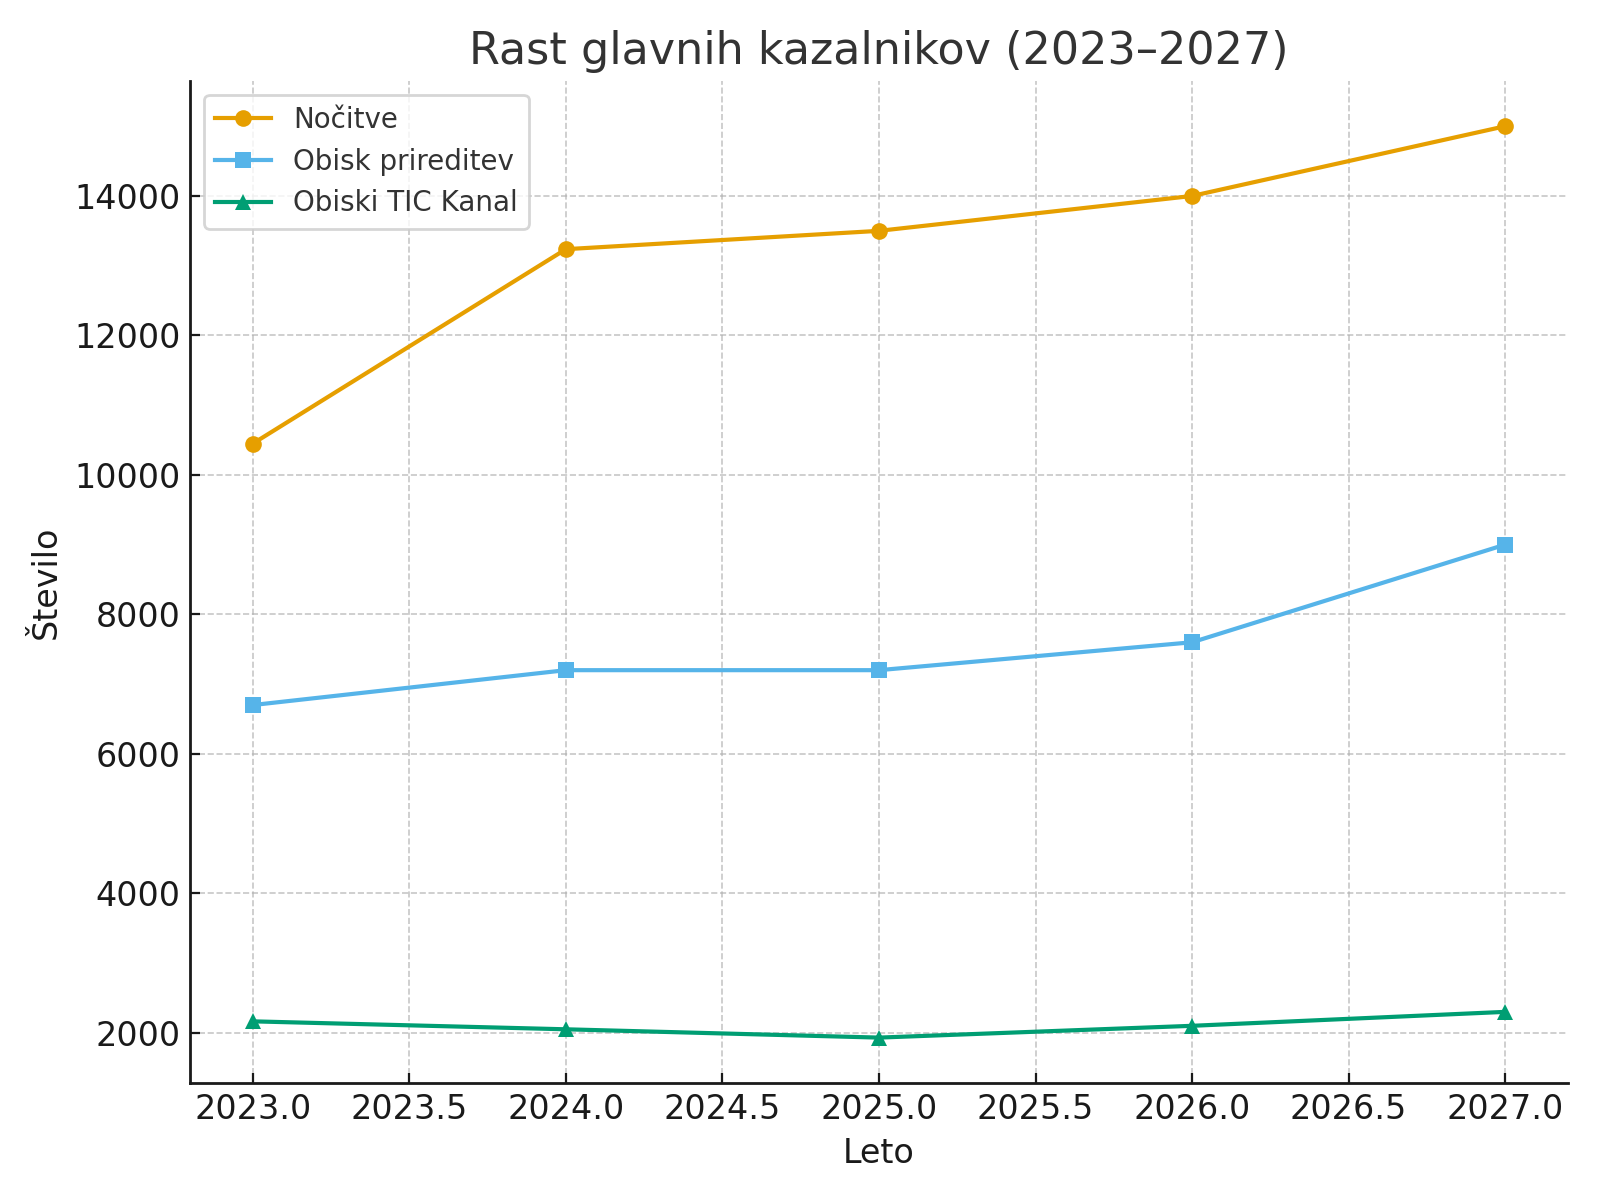 Rast glavnih kazalnikov (2023–2027)
Nočitve
Obisk prireditev
Obiski TIC Kanal
14000
12000
10000
8000
6000
4000
2000
Število
2023.0 2023.5 2024.0 2024.5 2025.0 2025.5 2026.0 2026.5 2027.0
Leto